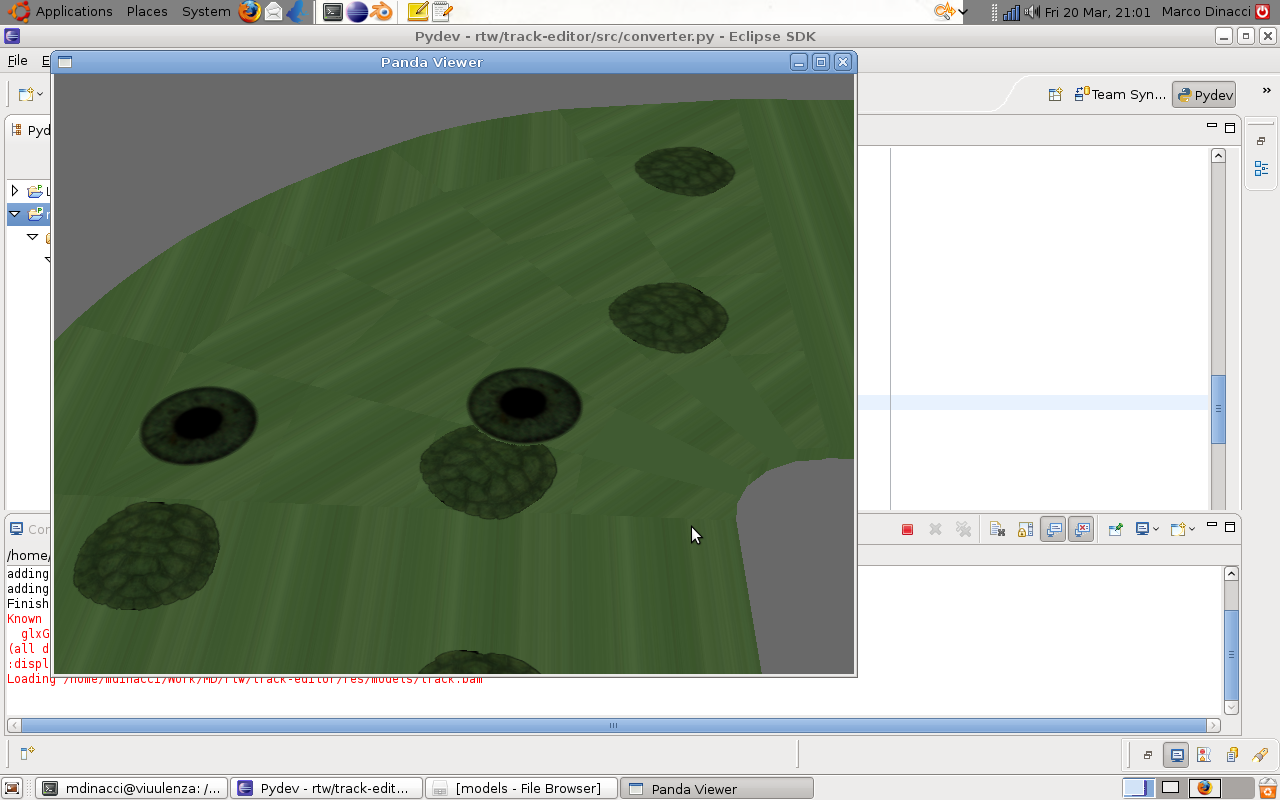 Applications Places System Fri 20 Mar, 21:01 Marco Dinacci
Pydev - rtw/track-editor/src/converter.py - Eclipse SDK
File E
Panda Viewer
Team Syn... Pydev »
Pyd
L
Con
/home/
adding
adding
Finish
Known
glxG
(all d
:displ
Loading /home/mdinacci/Work/MD/rtw/track-editor/res/models/track.bam
mdinacci@viuulenza: /... Pydev - rtw/track-edit... [models - File Browser] Panda Viewer